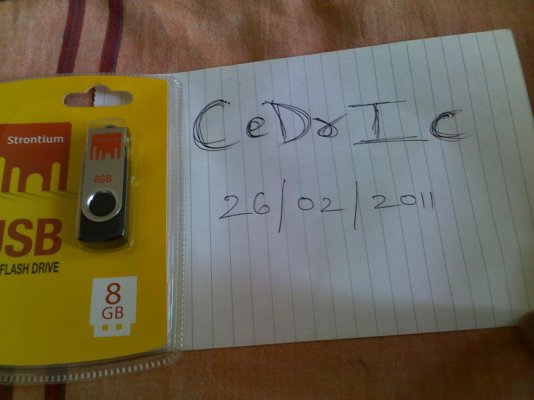 Strontium
8GB
USB
FLASH DRIVE
8
GB
CeDrIc
26/02/2011